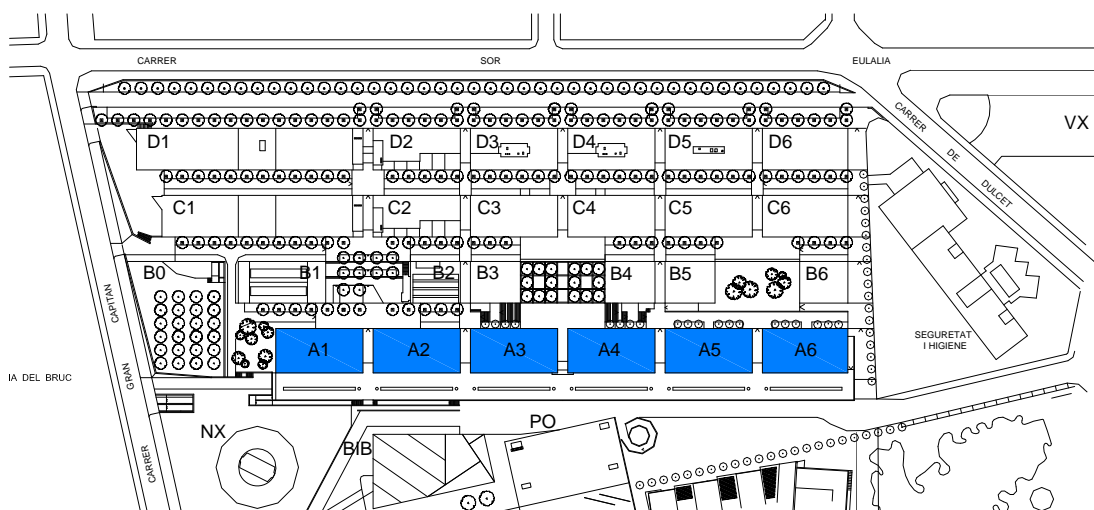 CARRER SOR EULALIA
CARRER DE DULCET
VX
D1 D2 D3 D4 D5 D6
C1 C2 C3 C4 C5 C6
B0 B1 B2 B3 B4 B5 B6
CARRER GRAN CAPITAN
A1 A2 A3 A4 A5 A6
SEGURETAT
I HIGIENE
IA DEL BRUC
NX
BIB
PO